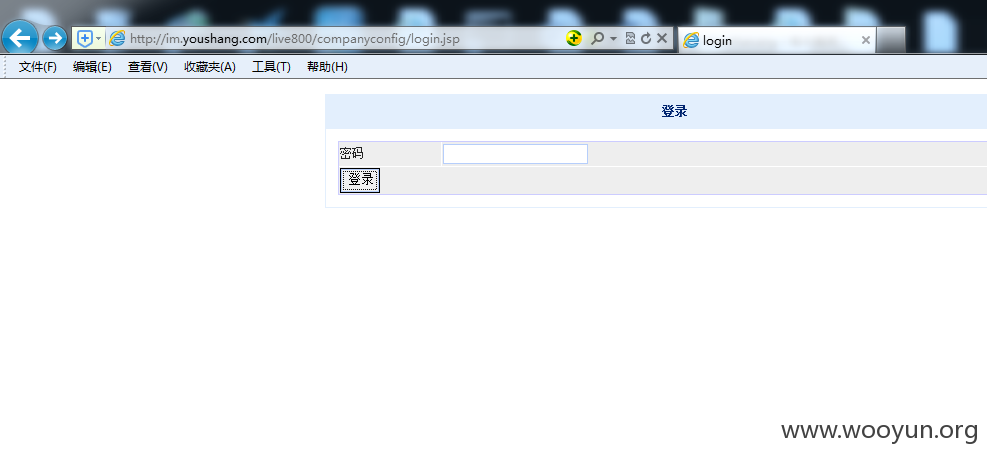 http://im.youshang.com/live800/companyconfig/login.jsp
login
文件(F) 编辑(E) 查看(V) 收藏夹(A) 工具(T) 帮助(H)
登录
密码
登录
www.wooyun.org